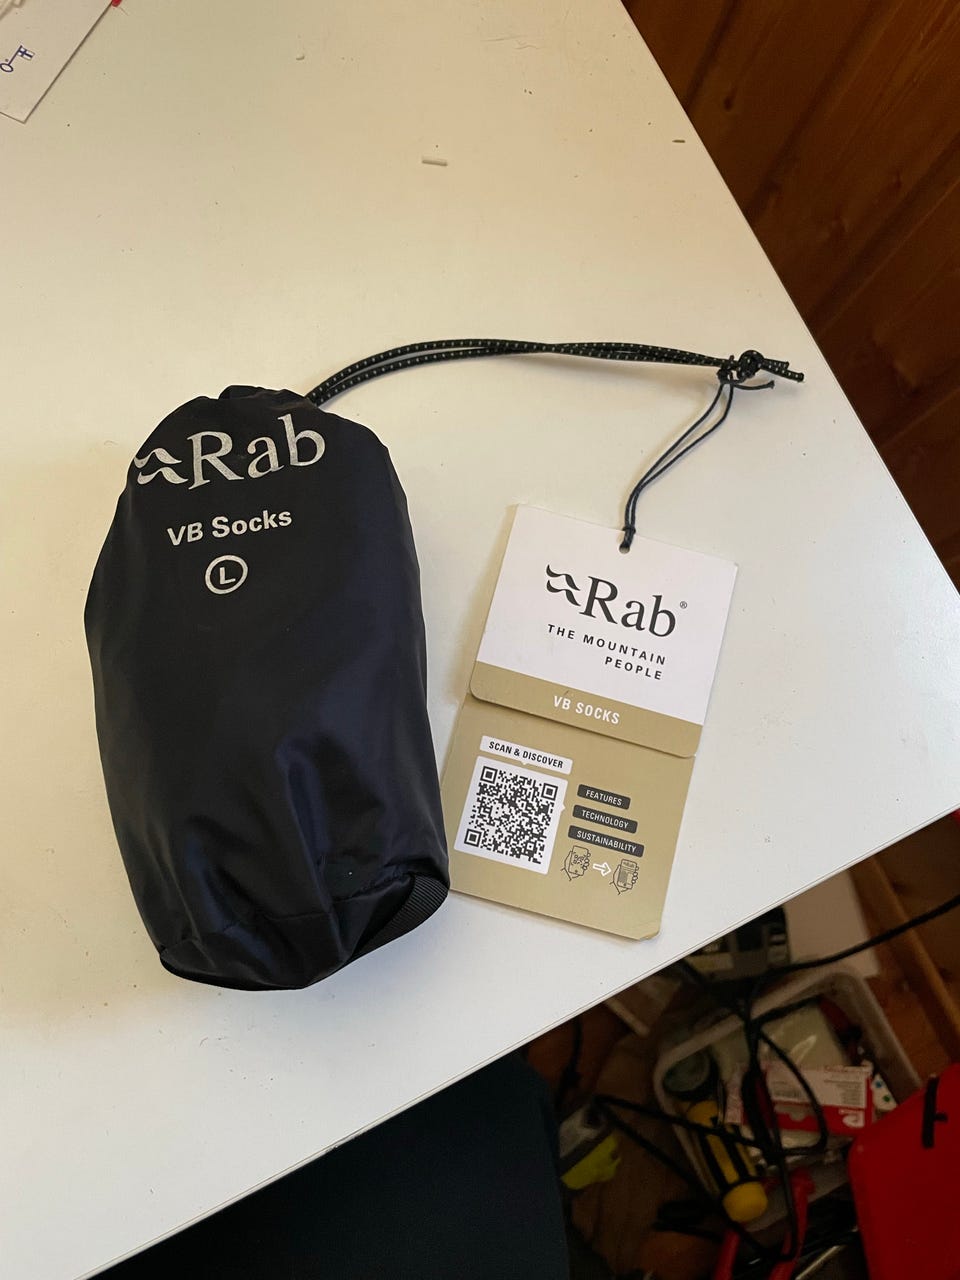 Rab
VB Socks
L
Rab®
THE MOUNTAIN
PEOPLE
VB SOCKS
SCAN & DISCOVER
FEATURES
TECHNOLOGY
SUSTAINABILITY